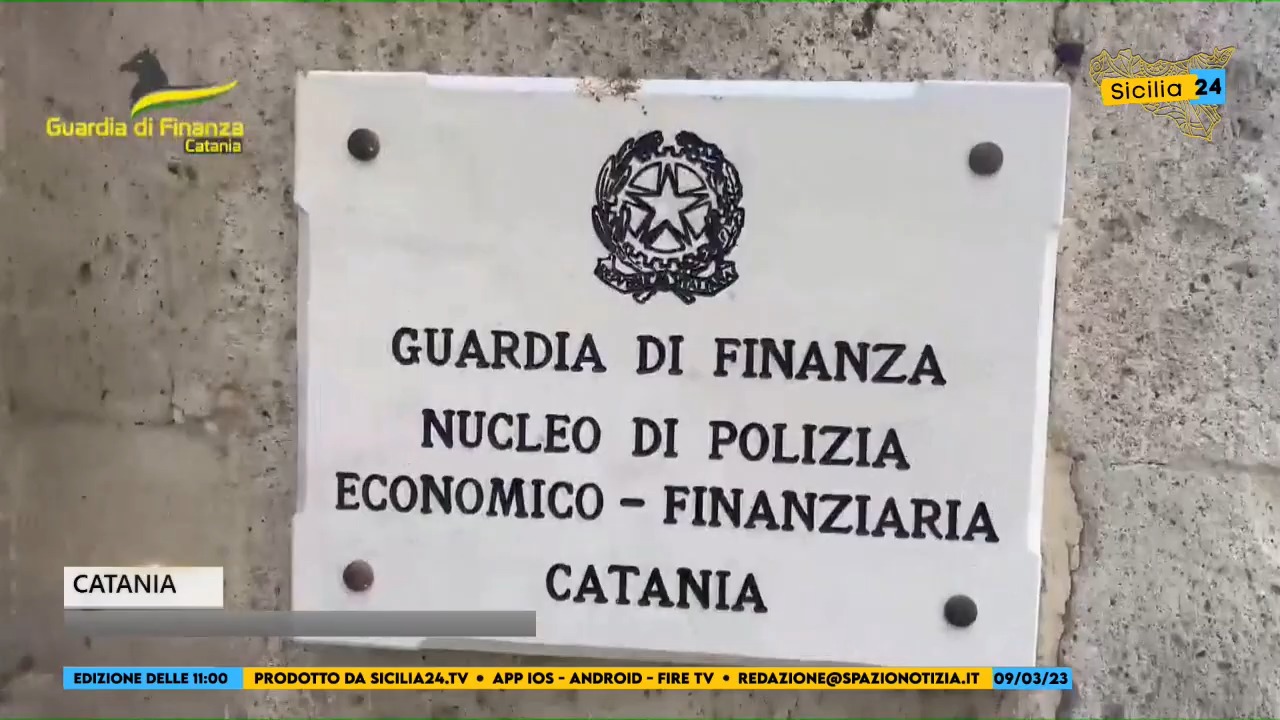 Guardia di Finanza
Catania
Sicilia 24
GUARDIA DI FINANZA
NUCLEO DI POLIZIA
ECONOMICO - FINANZIARIA
CATANIA
CATANIA
EDIZIONE DELLE 11:00 PRODOTTO DA SICILIA24.TV • APP IOS - ANDROID - FIRE TV • REDAZIONE@SPAZIONOTIZIA.IT 09/03/23